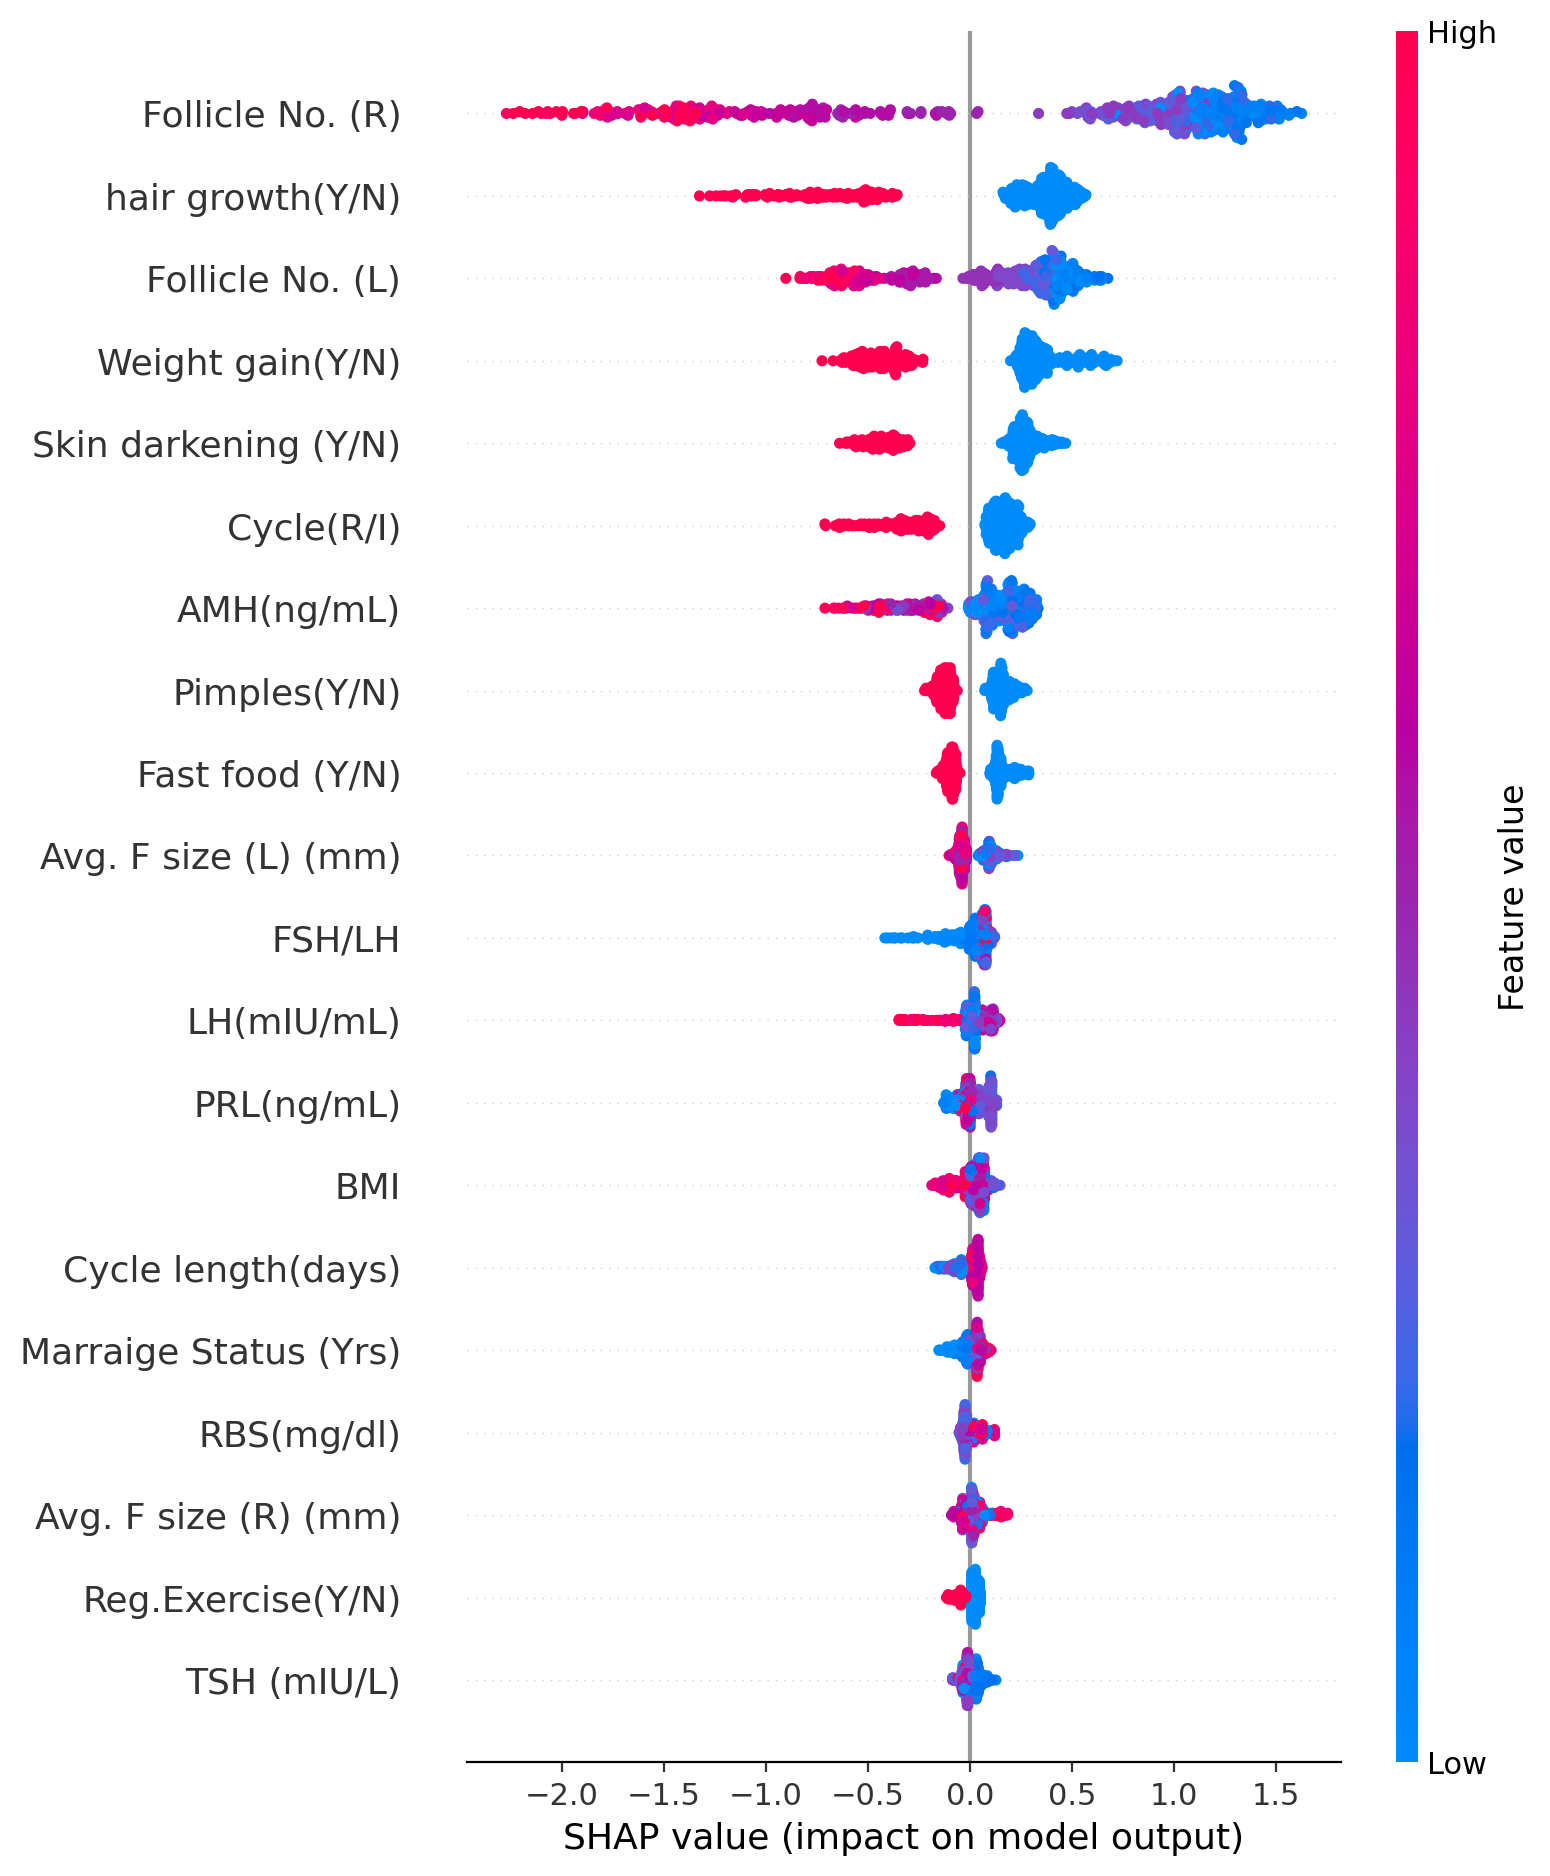 High
Follicle No. (R)
hair growth(Y/N)
Follicle No. (L)
Weight gain(Y/N)
Skin darkening (Y/N)
Cycle(R/I)
AMH(ng/mL)
Pimples(Y/N)
Fast food (Y/N)
Avg. F size (L) (mm)
FSH/LH
LH(mIU/mL)
PRL(ng/mL)
BMI
Cycle length(days)
Marraige Status (Yrs)
RBS(mg/dl)
Avg. F size (R) (mm)
Reg.Exercise(Y/N)
TSH (mIU/L)
Feature value
Low
−2.0 −1.5 −1.0 −0.5 0.0 0.5 1.0 1.5
SHAP value (impact on model output)